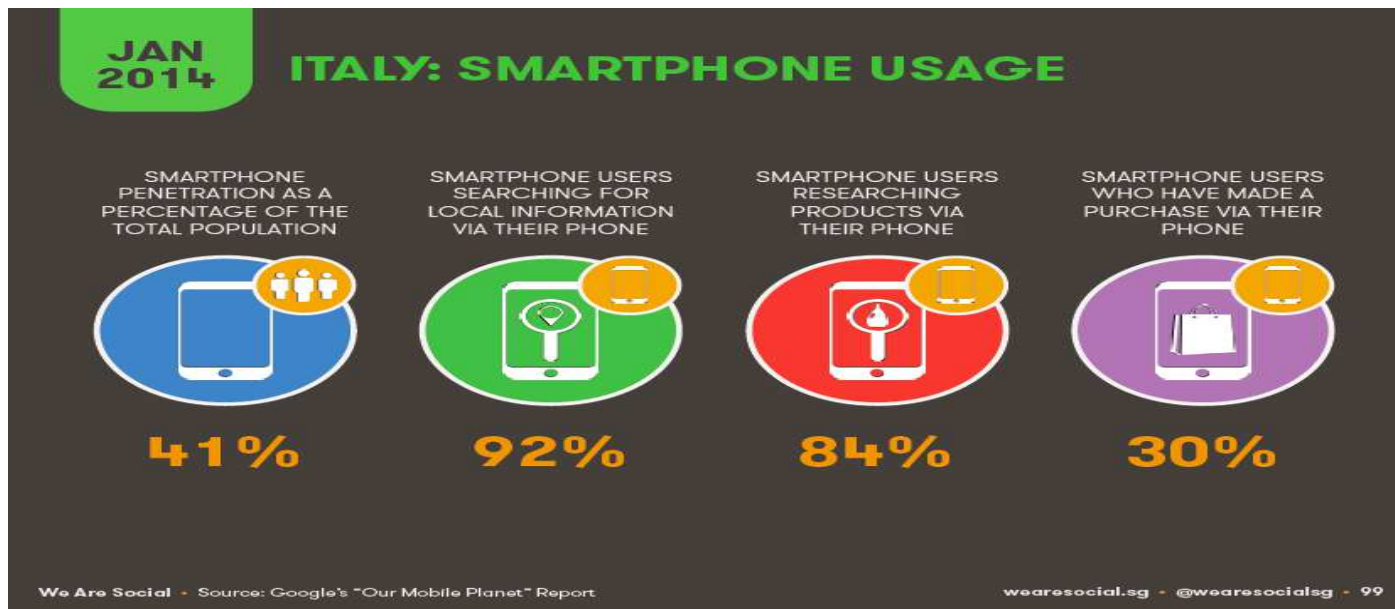 JAN
2014
ITALY: SMARTPHONE USAGE
SMARTPHONE
PENETRATION AS A
PERCENTAGE OF THE
TOTAL POPULATION
41%
SMARTPHONE USERS
SEARCHING FOR
LOCAL INFORMATION
VIA THEIR PHONE
92%
SMARTPHONE USERS
RESEARCHING
PRODUCTS VIA
THEIR PHONE
84%
SMARTPHONE USERS
WHO HAVE MADE A
PURCHASE VIA THEIR
PHONE
30%
We Are Social • Source: Google's "Our Mobile Planet" Report
wearesocial.sg • @wearesocialsg • 99